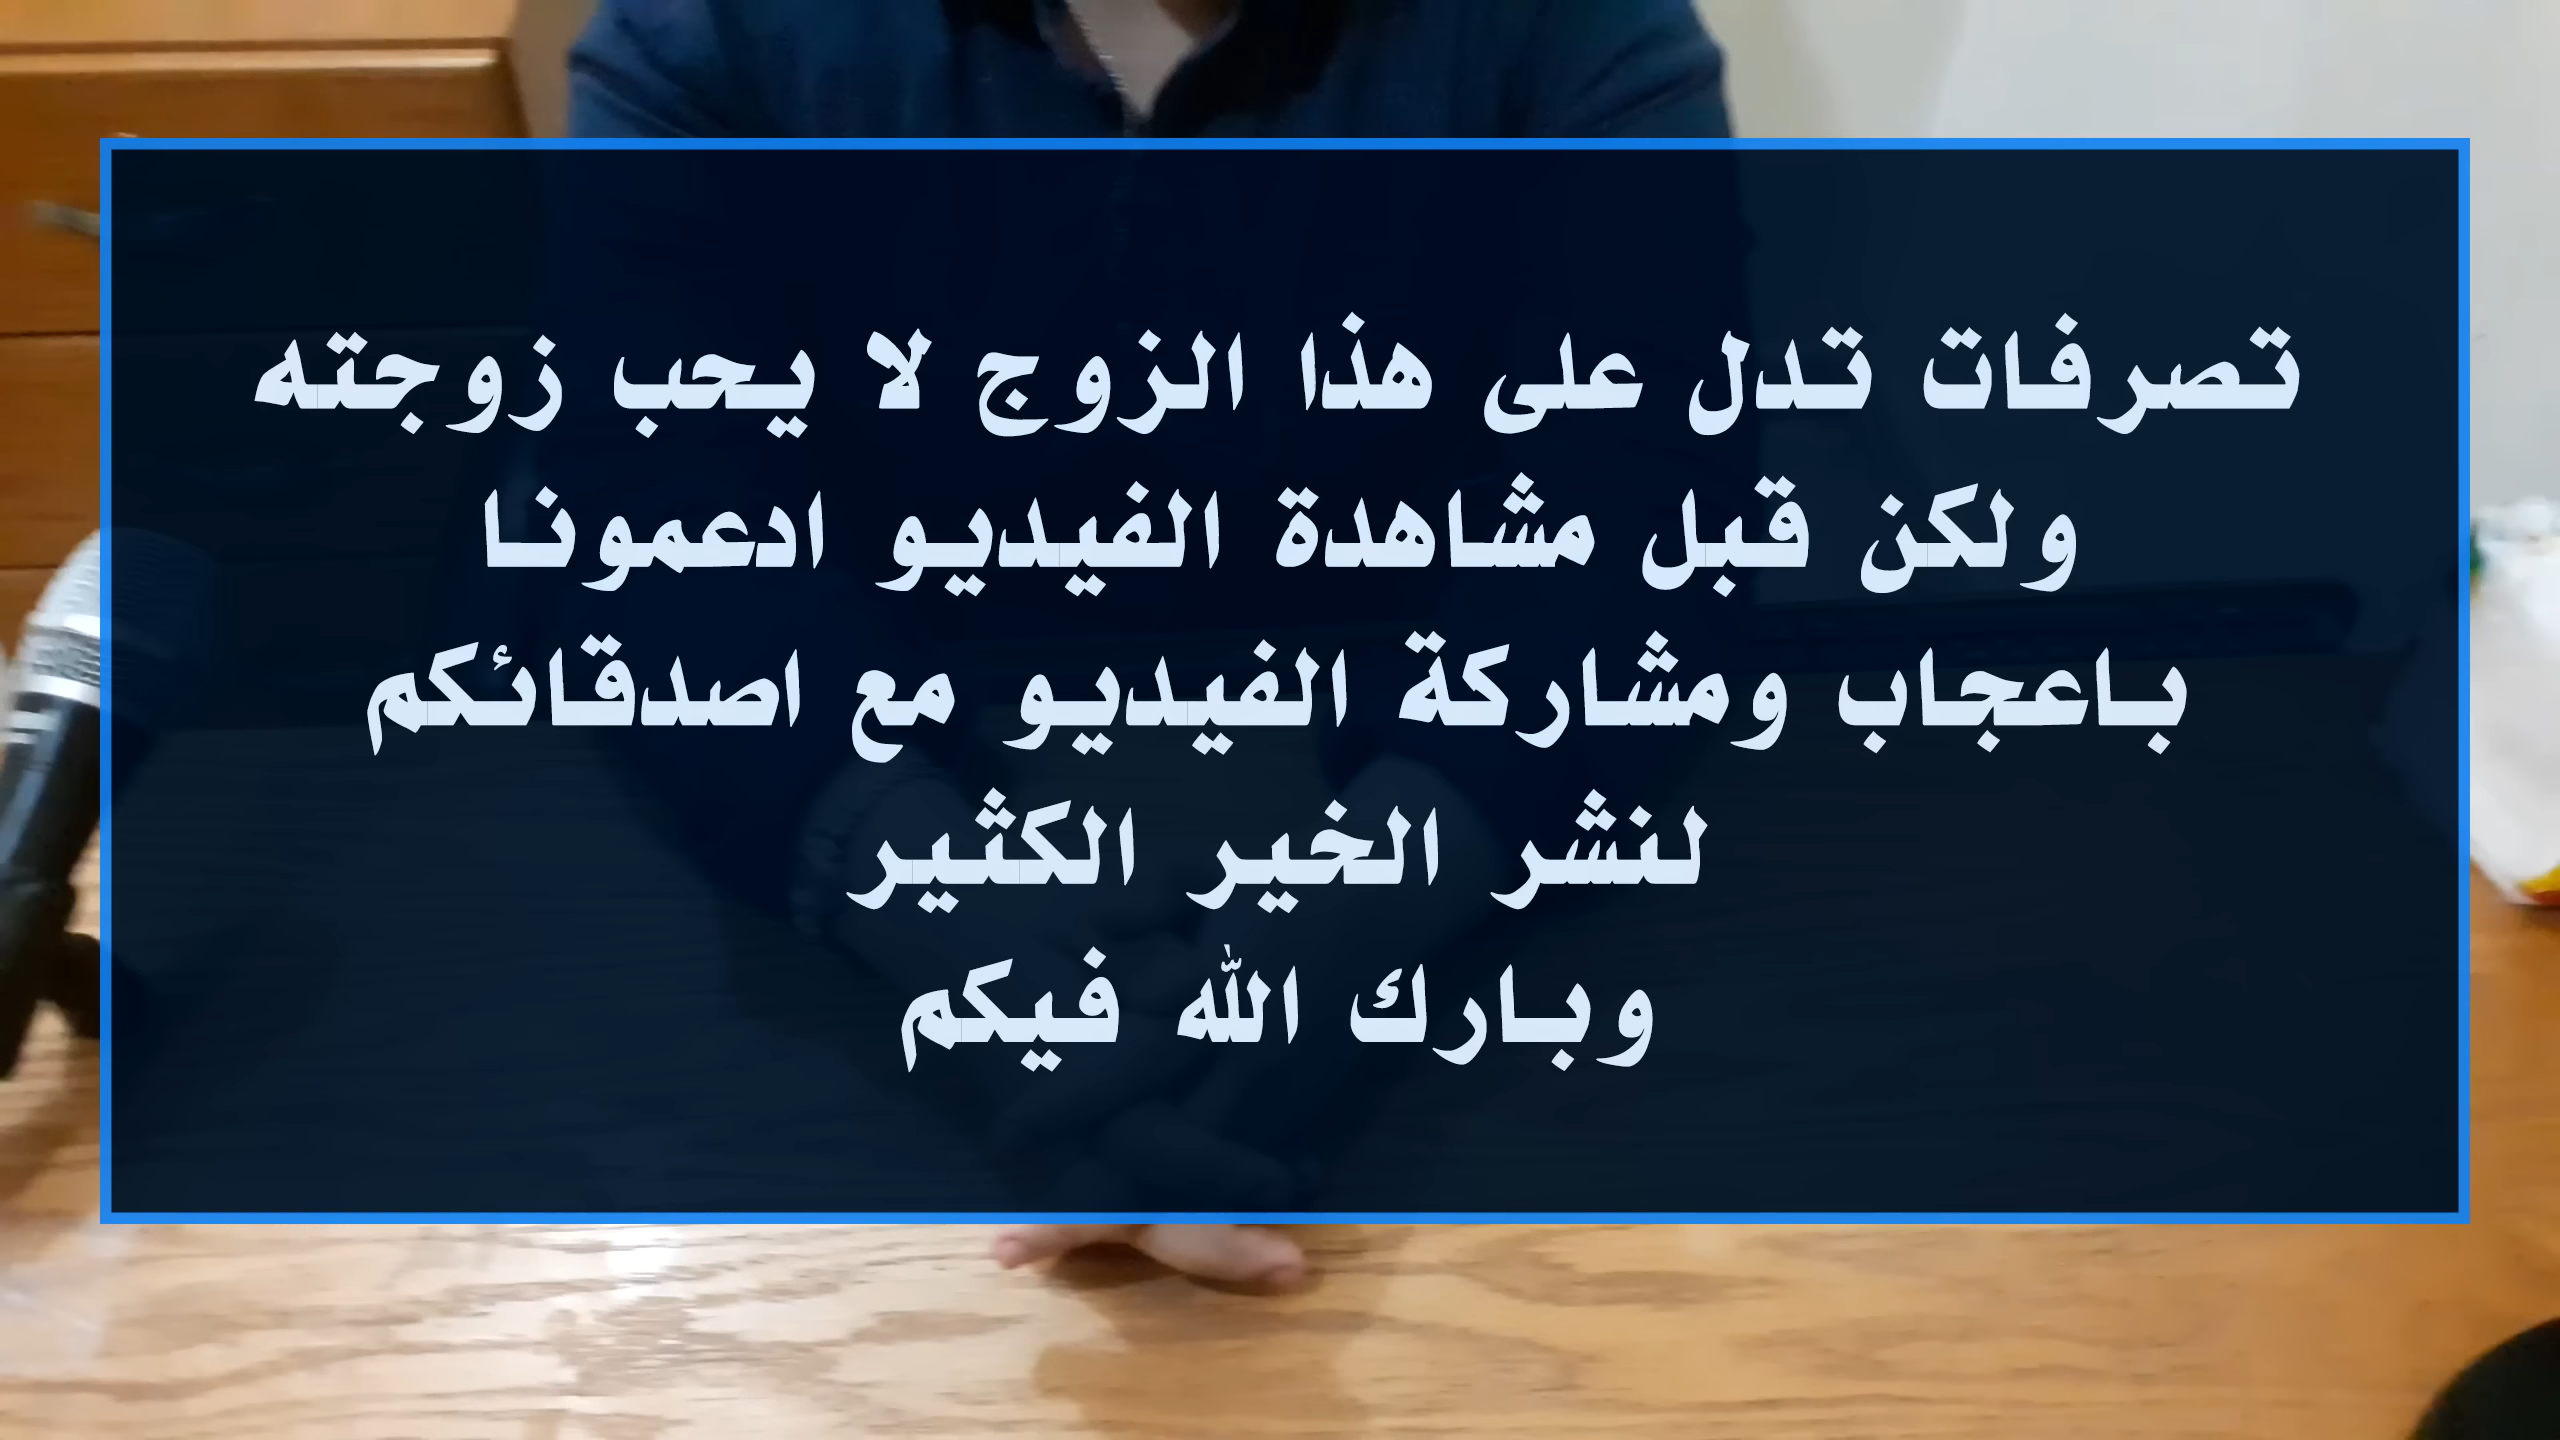 تصرفات تدل على هذا الزوج لا يحب زوجته
ولكن قبل مشاهدة الفيديو ادعمونا
باعجاب ومشاركة الفيديو مع اصدقائكم
لنشر الخير الكثير
وبارك الله فيكم